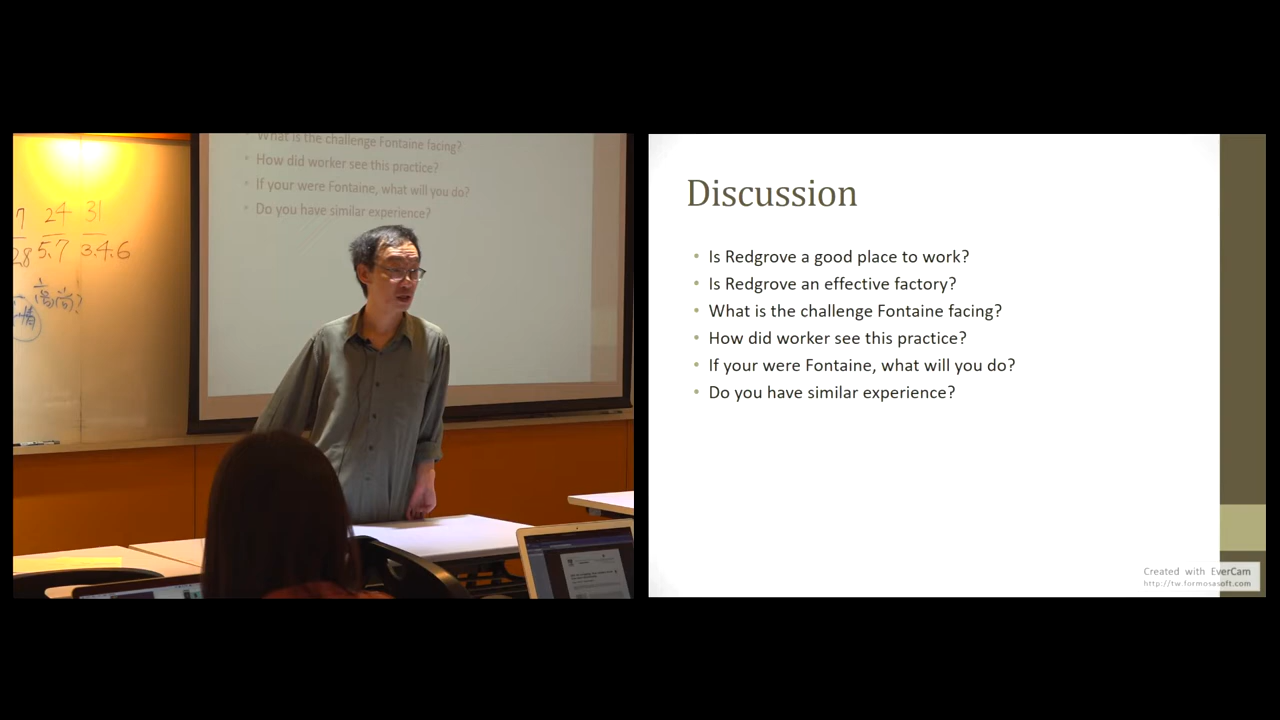 7 24 31
28 5.7 3.4.6
What is the challenge Fontaine facing?
• How did worker see this practice?
• If your were Fontaine, what will you do?
• Do you have similar experience?
Discussion
• Is Redgrove a good place to work?
• Is Redgrove an effective factory?
• What is the challenge Fontaine facing?
• How did worker see this practice?
• If your were Fontaine, what will you do?
• Do you have similar experience?
Created with EverCam
http://tw.formosasoft.com